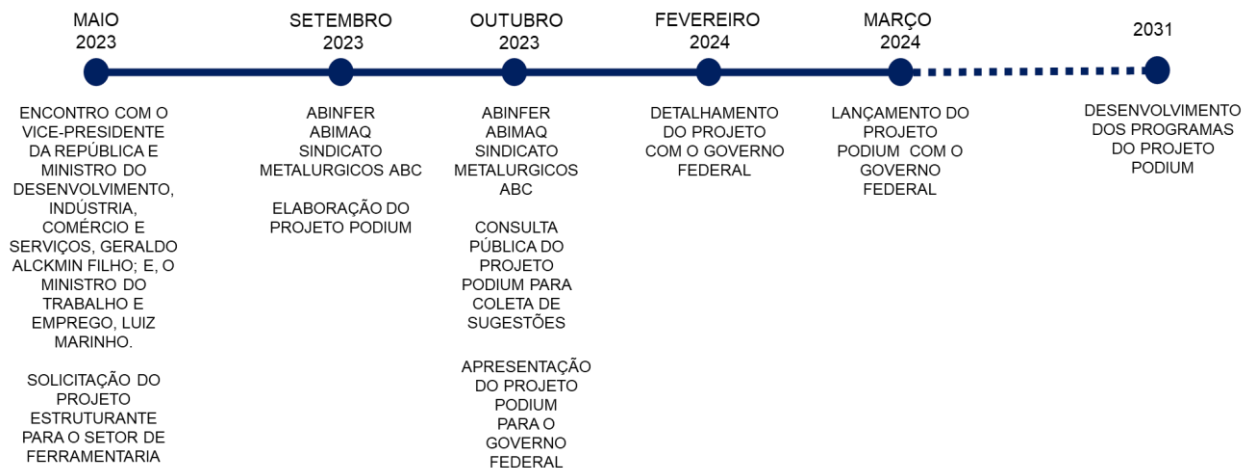 MAIO
2023
ENCONTRO COM O
VICE-PRESIDENTE
DA REPÚBLICA E
MINISTRO DO
DESENVOLVIMENTO,
INDÚSTRIA,
COMÉRCIO E
SERVIÇOS, GERALDO
ALCKMIN FILHO; E, O
MINISTRO DO
TRABALHO E
EMPREGO, LUIZ
MARINHO.
SOLICITAÇÃO DO
PROJETO
ESTRUTURANTE
PARA O SETOR DE
FERRAMENTARIA
SETEMBRO
2023
ABINFER
ABIMAQ
SINDICATO
METALURGICOS ABC
ELABORAÇÃO DO
PROJETO PODIUM
OUTUBRO
2023
ABINFER
ABIMAQ
SINDICATO
METALURGICOS
ABC
CONSULTA
PÚBLICA DO
PROJETO
PODIUM PARA
COLETA DE
SUGESTÕES
APRESENTAÇÃO
DO PROJETO
PODIUM
PARA O
GOVERNO
FEDERAL
FEVEREIRO
2024
DETALHAMENTO
DO PROJETO
COM O GOVERNO
FEDERAL
MARÇO
2024
LANÇAMENTO DO
PROJETO
PODIUM COM O
GOVERNO
FEDERAL
2031
DESENVOLVIMENTO
DOS PROGRAMAS
DO PROJETO
PODIUM